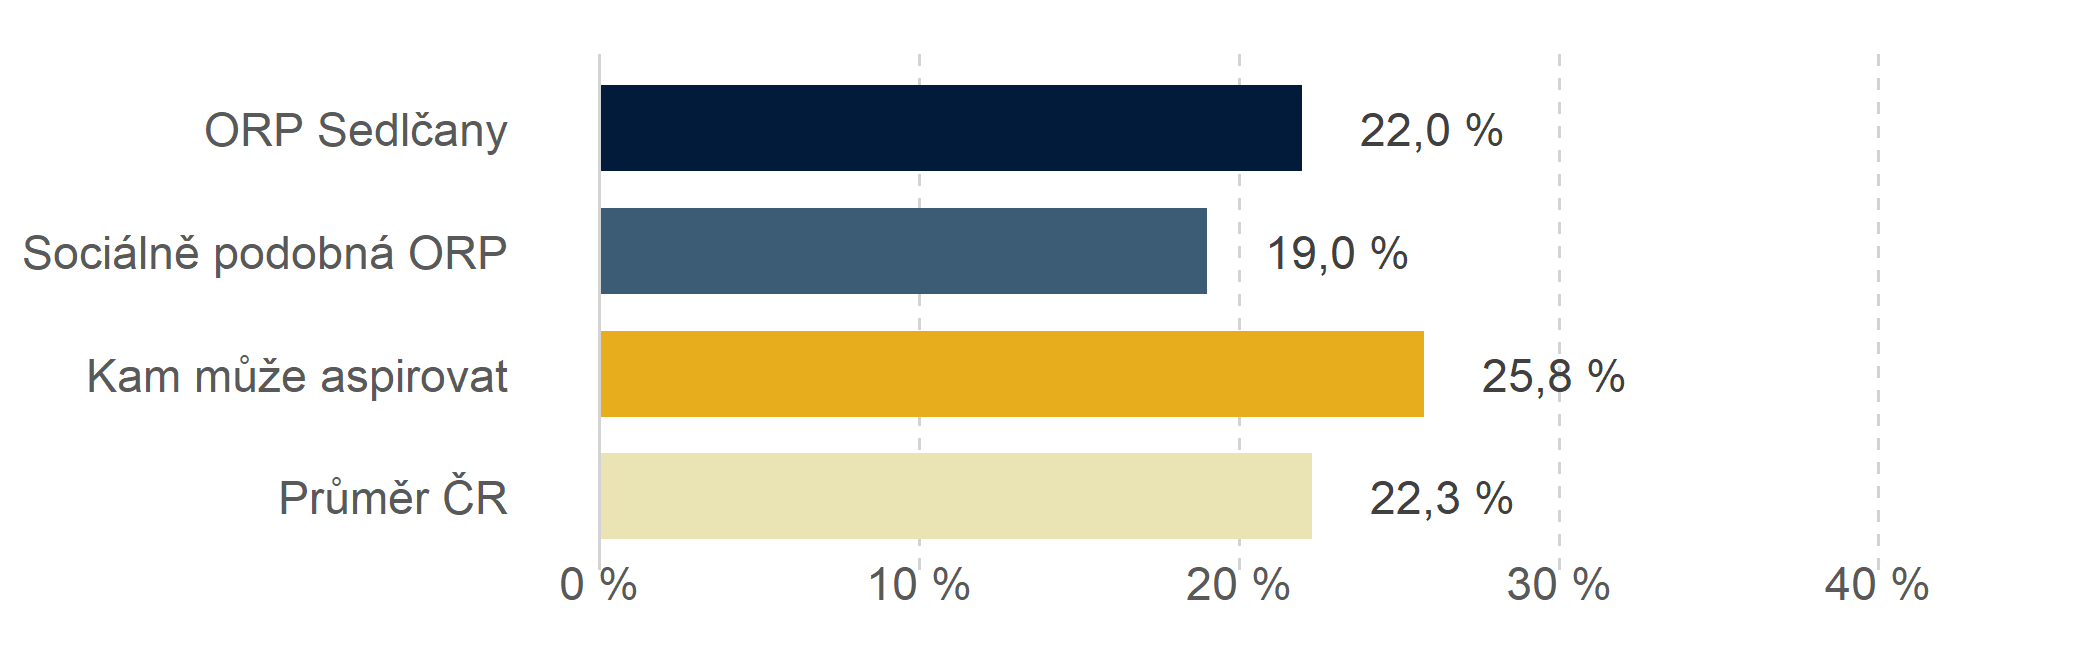 ORP Sedlčany 22,0 %
Sociálně podobná ORP 19,0 %
Kam může aspirovat 25,8 %
Průměr ČR 22,3 %
0 % 10 % 20 % 30 % 40 %